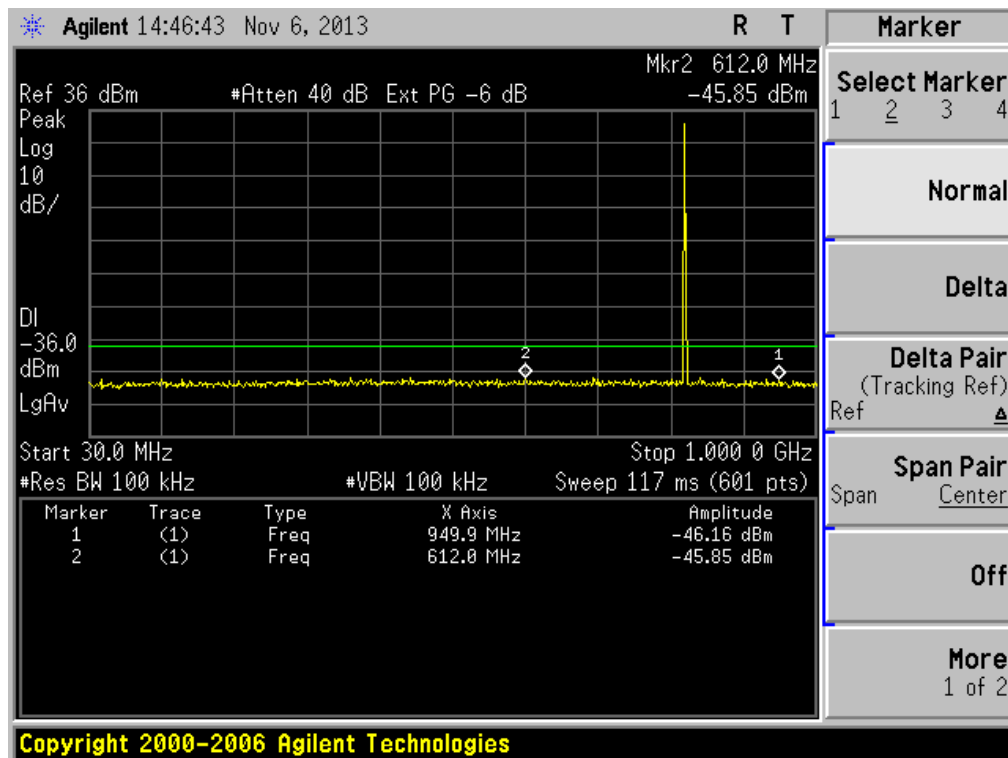 Agilent 14:46:43 Nov 6, 2013 R T
Mkr2 612.0 MHz
Ref 36 dBm #Atten 40 dB Ext PG -6 dB -45.85 dBm
Peak
Log
10
dB/
DI
-36.0
dBm
LgAv
2
1
Start 30.0 MHz Stop 1.000 0 GHz
#Res BW 100 kHz #VBW 100 kHz Sweep 117 ms (601 pts)
Marker Trace Type X Axis Amplitude
1 (1) Freq 949.9 MHz -46.16 dBm
2 (1) Freq 612.0 MHz -45.85 dBm
Marker
Select Marker
1 2 3 4
Normal
Delta
Delta Pair
(Tracking Ref)
Ref Δ
Span Pair
Span Center
Off
More
1 of 2
Copyright 2000-2006 Agilent Technologies